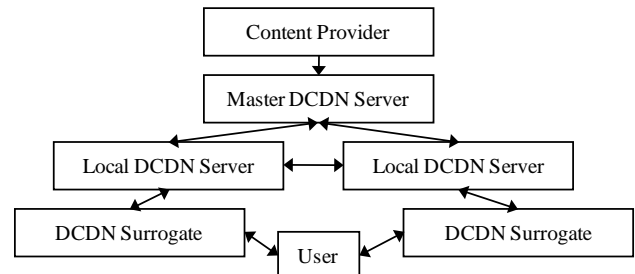 Content Provider
Master DCDN Server
Local DCDN Server
Local DCDN Server
DCDN Surrogate
User
DCDN Surrogate